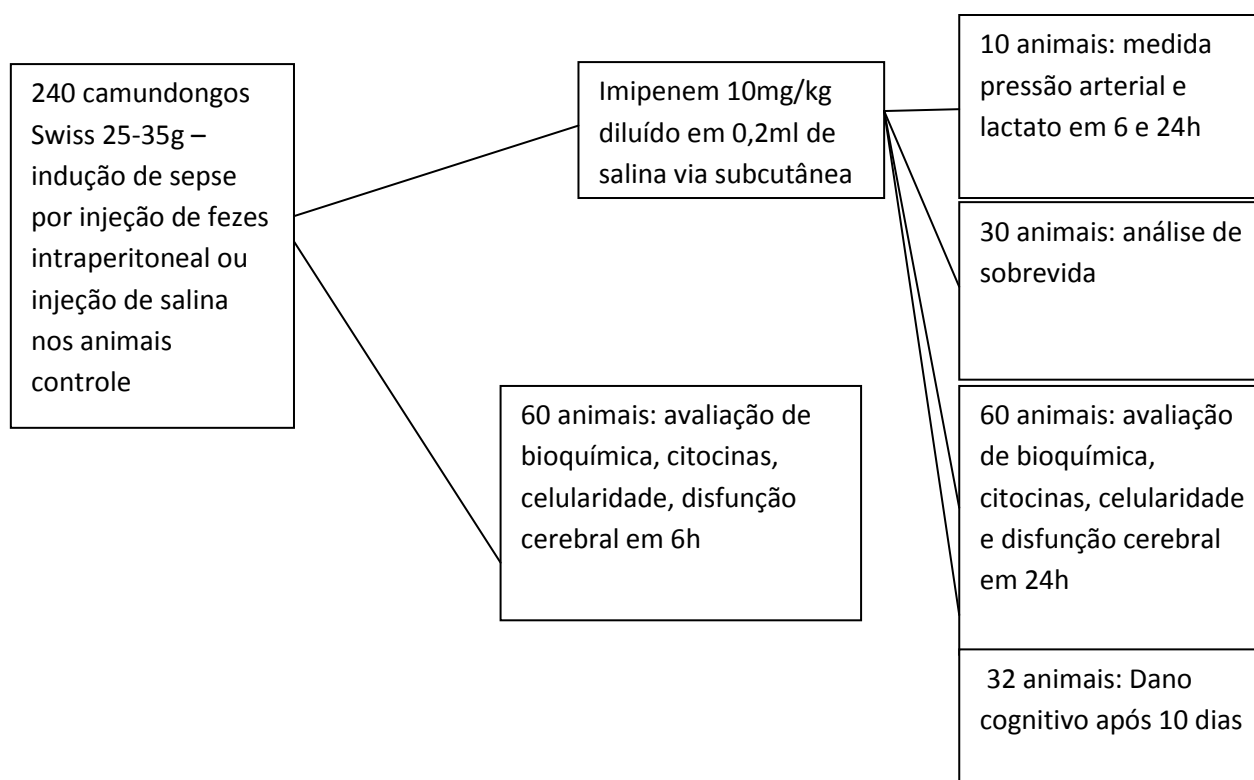 240 camundongos
Swiss 25-35g –
indução de sepse
por injeção de fezes
intraperitoneal ou
injeção de salina
nos animais
controle
Imipenem 10mg/kg
diluído em 0,2ml de
salina via subcutânea
60 animais: avaliação de
bioquímica, citocinas,
celularidade, disfunção
cerebral em 6h
10 animais: medida
pressão arterial e
lactato em 6 e 24h
30 animais: análise de
sobrevida
60 animais: avaliação
de bioquímica,
citocinas, celularidade
e disfunção cerebral
em 24h
32 animais: Dano
cognitivo após 10 dias